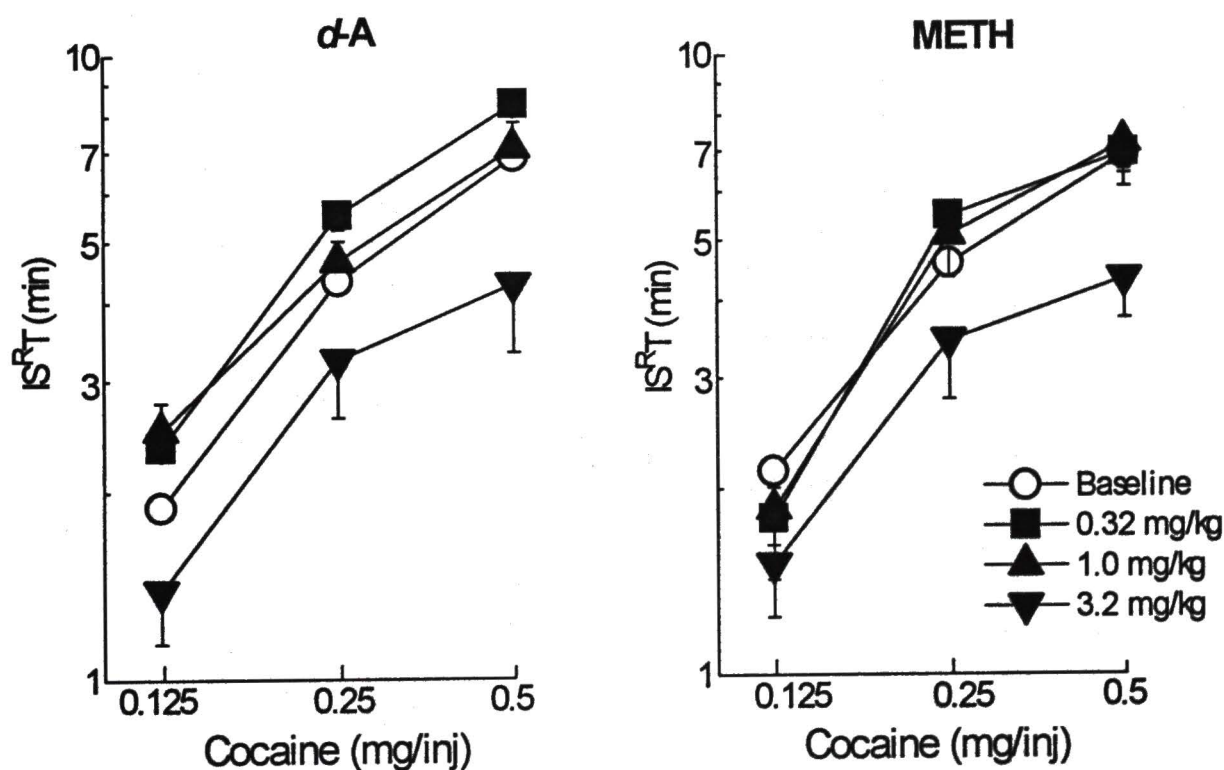 d-A
METH
10
7
5
3
1
IS^RT (min)
0.125
0.25
0.5
Cocaine (mg/inj)
10
7
5
3
1
IS^RT (min)
0.125
0.25
0.5
Cocaine (mg/inj)
Baseline
0.32 mg/kg
1.0 mg/kg
3.2 mg/kg